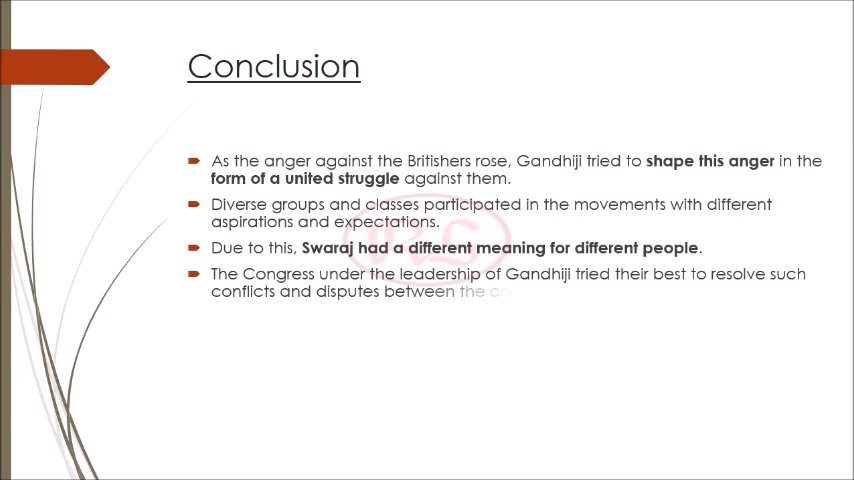 Conclusion
As the anger against the Britishers rose, Gandhiji tried to shape this anger in the
form of a united struggle against them.
Diverse groups and classes participated in the movements with different
aspirations and expectations.
Due to this, Swaraj had a different meaning for different people.
The Congress under the leadership of Gandhiji tried their best to resolve such
conflicts and disputes between the